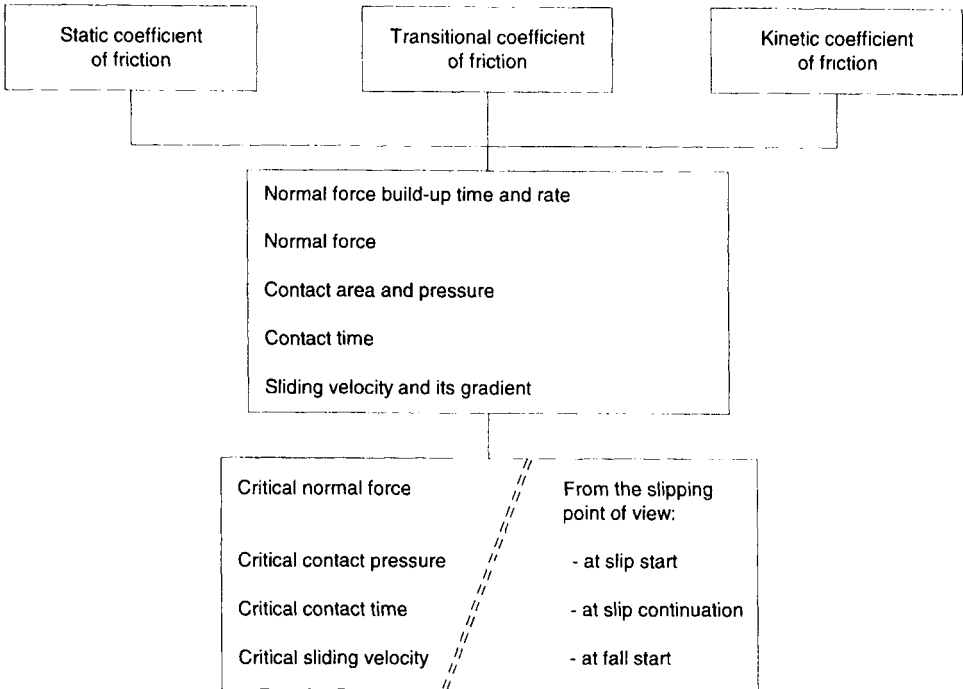 Static coefficient
of friction
Transitional coefficient
of friction
Kinetic coefficient
of friction
Normal force build-up time and rate
Normal force
Contact area and pressure
Contact time
Sliding velocity and its gradient
Critical normal force
From the slipping
point of view:
Critical contact pressure
- at slip start
Critical contact time
- at slip continuation
Critical sliding velocity
- at fall start